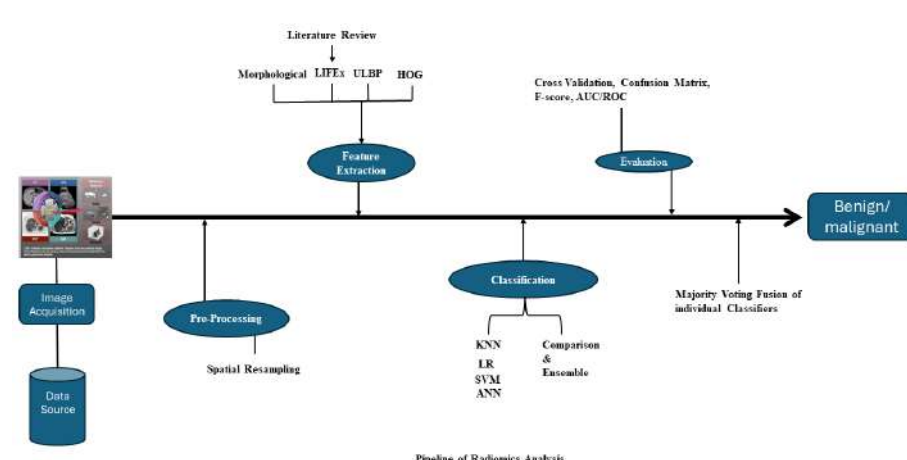 Literature Review
Morphological LIFEx ULBP HOG
Feature
Extraction
Cross Validation, Confusion Matrix,
F-score, AUC/ROC
Evaluation
Benign/
malignant
Image
Acquisition
Data
Source
Pre-Processing
Spatial Resampling
Classification
KNN
LR
SVM
ANN
Comparison
&
Ensemble
Majority Voting Fusion of
individual Classifiers
Pipeline of Radiomics Analysis